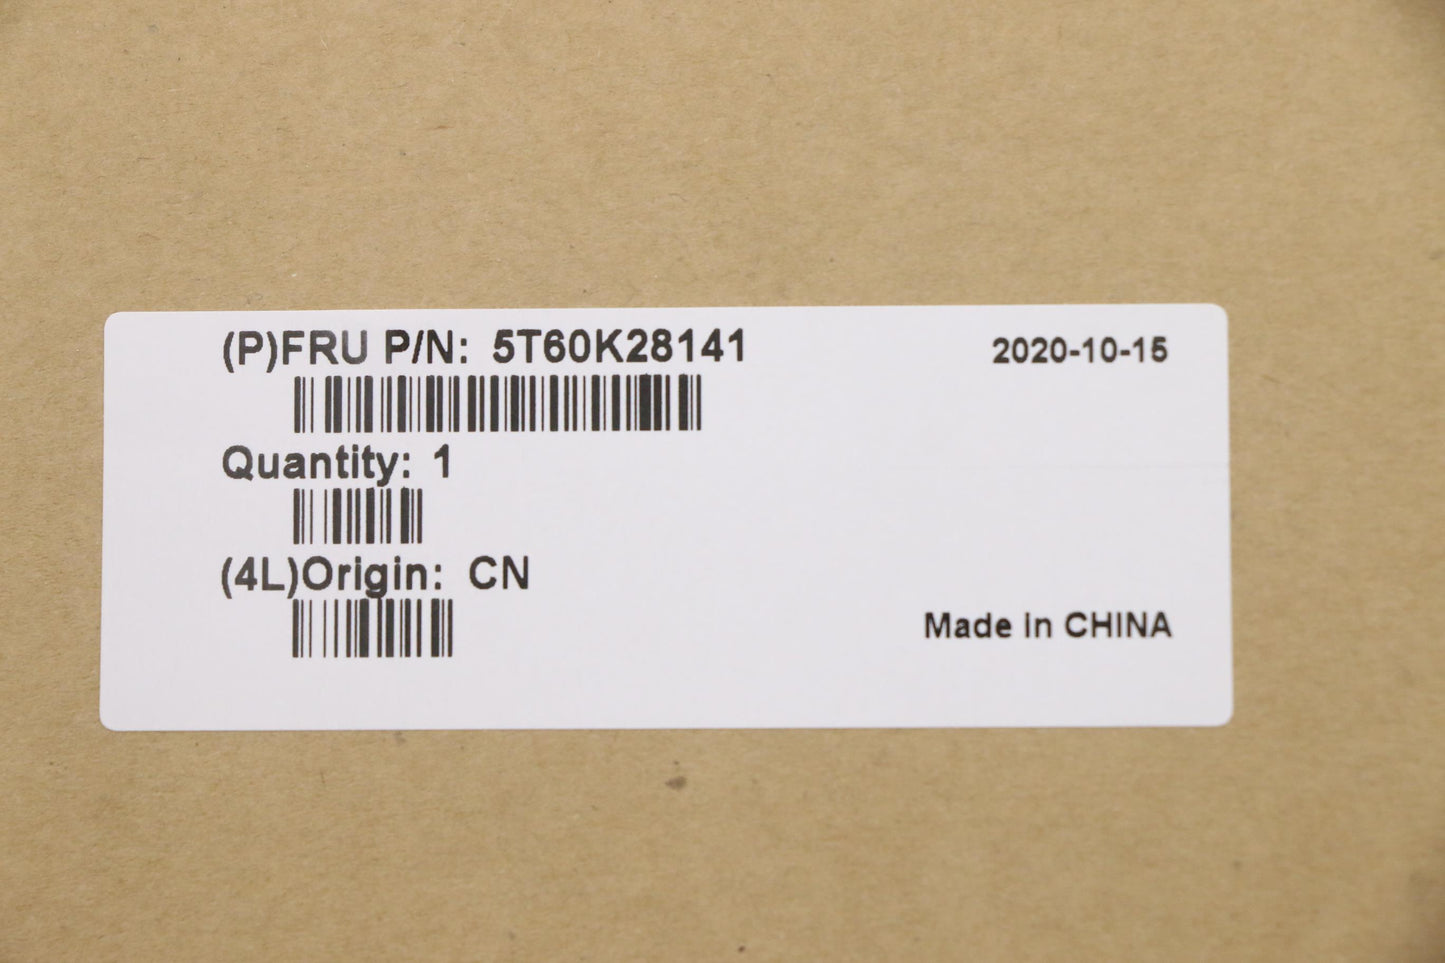 (P)FRU P/N: 5T60K28141
2020-10-15
Quantity: 1
(4L)Origin: CN
Made in CHINA